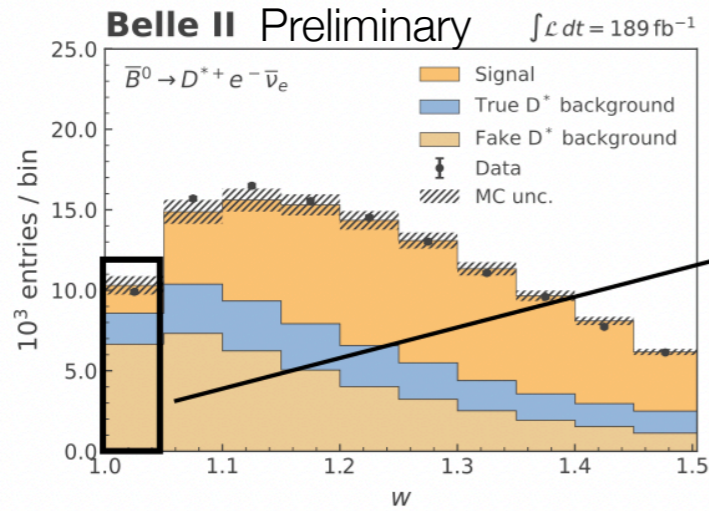 Belle II Preliminary ∫ℒ dt = 189 fb⁻¹
B̅⁰ → D*⁺ e⁻ ν̅ₑ
Signal
True D* background
Fake D* background
Data
MC unc.
10³ entries / bin
25.0
20.0
15.0
10.0
5.0
0.0
1.0 1.1 1.2 1.3 1.4 1.5
w